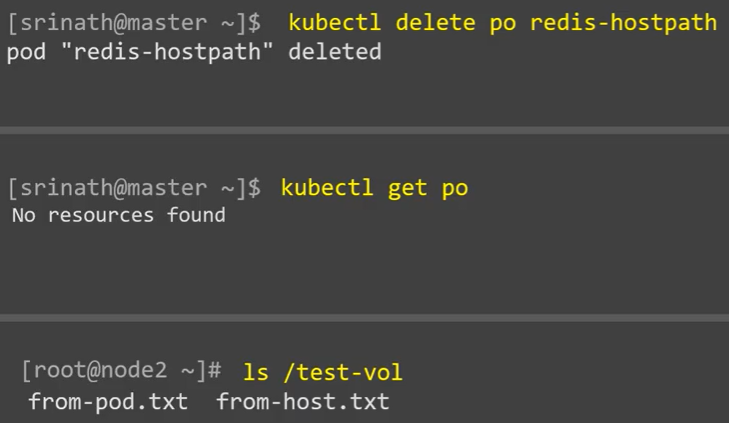 [srinath@master ~]$ kubectl delete po redis-hostpath
pod "redis-hostpath" deleted
[srinath@master ~]$ kubectl get po
No resources found
[root@node2 ~]# ls /test-vol
from-pod.txt from-host.txt